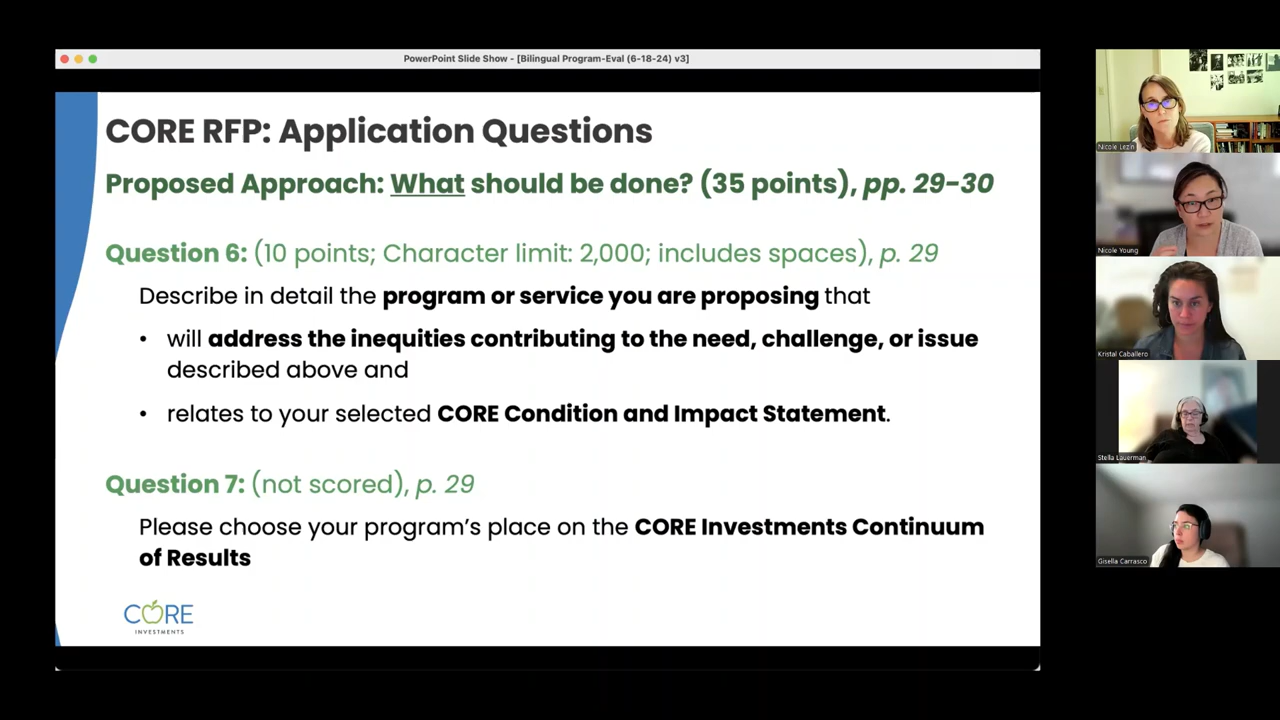 PowerPoint Slide Show - [Bilingual Program-Eval (6-18-24) v3]
CORE RFP: Application Questions
Proposed Approach: What should be done? (35 points), pp. 29-30
Question 6: (10 points; Character limit: 2,000; includes spaces), p. 29
Describe in detail the program or service you are proposing that
• will address the inequities contributing to the need, challenge, or issue
described above and
• relates to your selected CORE Condition and Impact Statement.
Question 7: (not scored), p. 29
Please choose your program's place on the CORE Investments Continuum
of Results
CORE
INVESTMENTS
Nicole Lezin
Nicole Young
Kristal Caballero
Stella Lauerman
Gisella Carrasco